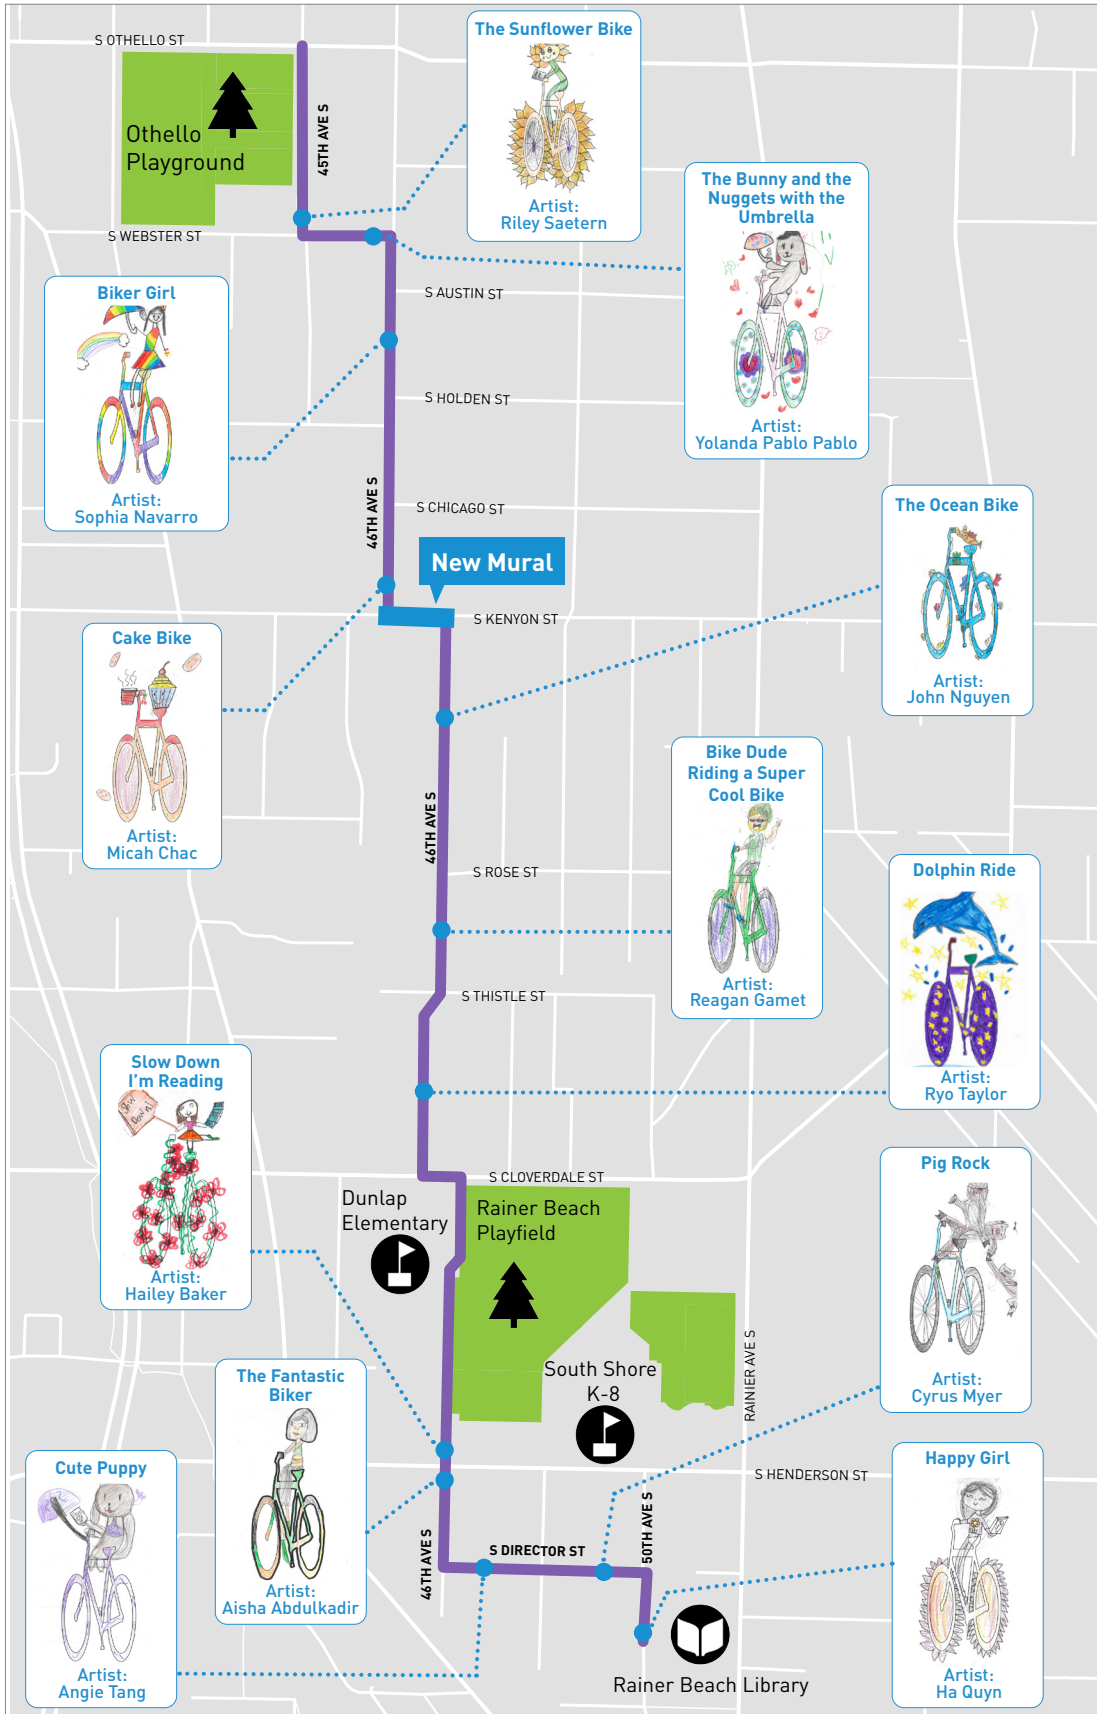 S OTHELLO ST
Othello
Playground
45TH AVE S
The Sunflower Bike
Artist:
Riley Saetern
The Bunny and the
Nuggets with the
Umbrella
Artist:
Yolanda Pablo Pablo
S WEBSTER ST
S AUSTIN ST
Biker Girl
Artist:
Sophia Navarro
S HOLDEN ST
46TH AVE S
S CHICAGO ST
New Mural
S KENYON ST
The Ocean Bike
Artist:
John Nguyen
Cake Bike
Artist:
Micah Chac
46TH AVE S
Bike Dude
Riding a Super
Cool Bike
Artist:
Reagan Gamet
S ROSE ST
Dolphin Ride
Artist:
Ryo Taylor
S THISTLE ST
Slow Down
I'm Reading
SLOW
DOWN
Artist:
Hailey Baker
S CLOVERDALE ST
Dunlap
Elementary
Rainer Beach
Playfield
Pig Rock
Artist:
Cyrus Myer
South Shore
K-8
RAINIER AVE S
The Fantastic
Biker
Artist:
Aisha Abdulkadir
Cute Puppy
Artist:
Angie Tang
S HENDERSON ST
Happy Girl
Artist:
Ha Quyn
46TH AVE S
S DIRECTOR ST
50TH AVE S
Rainer Beach Library